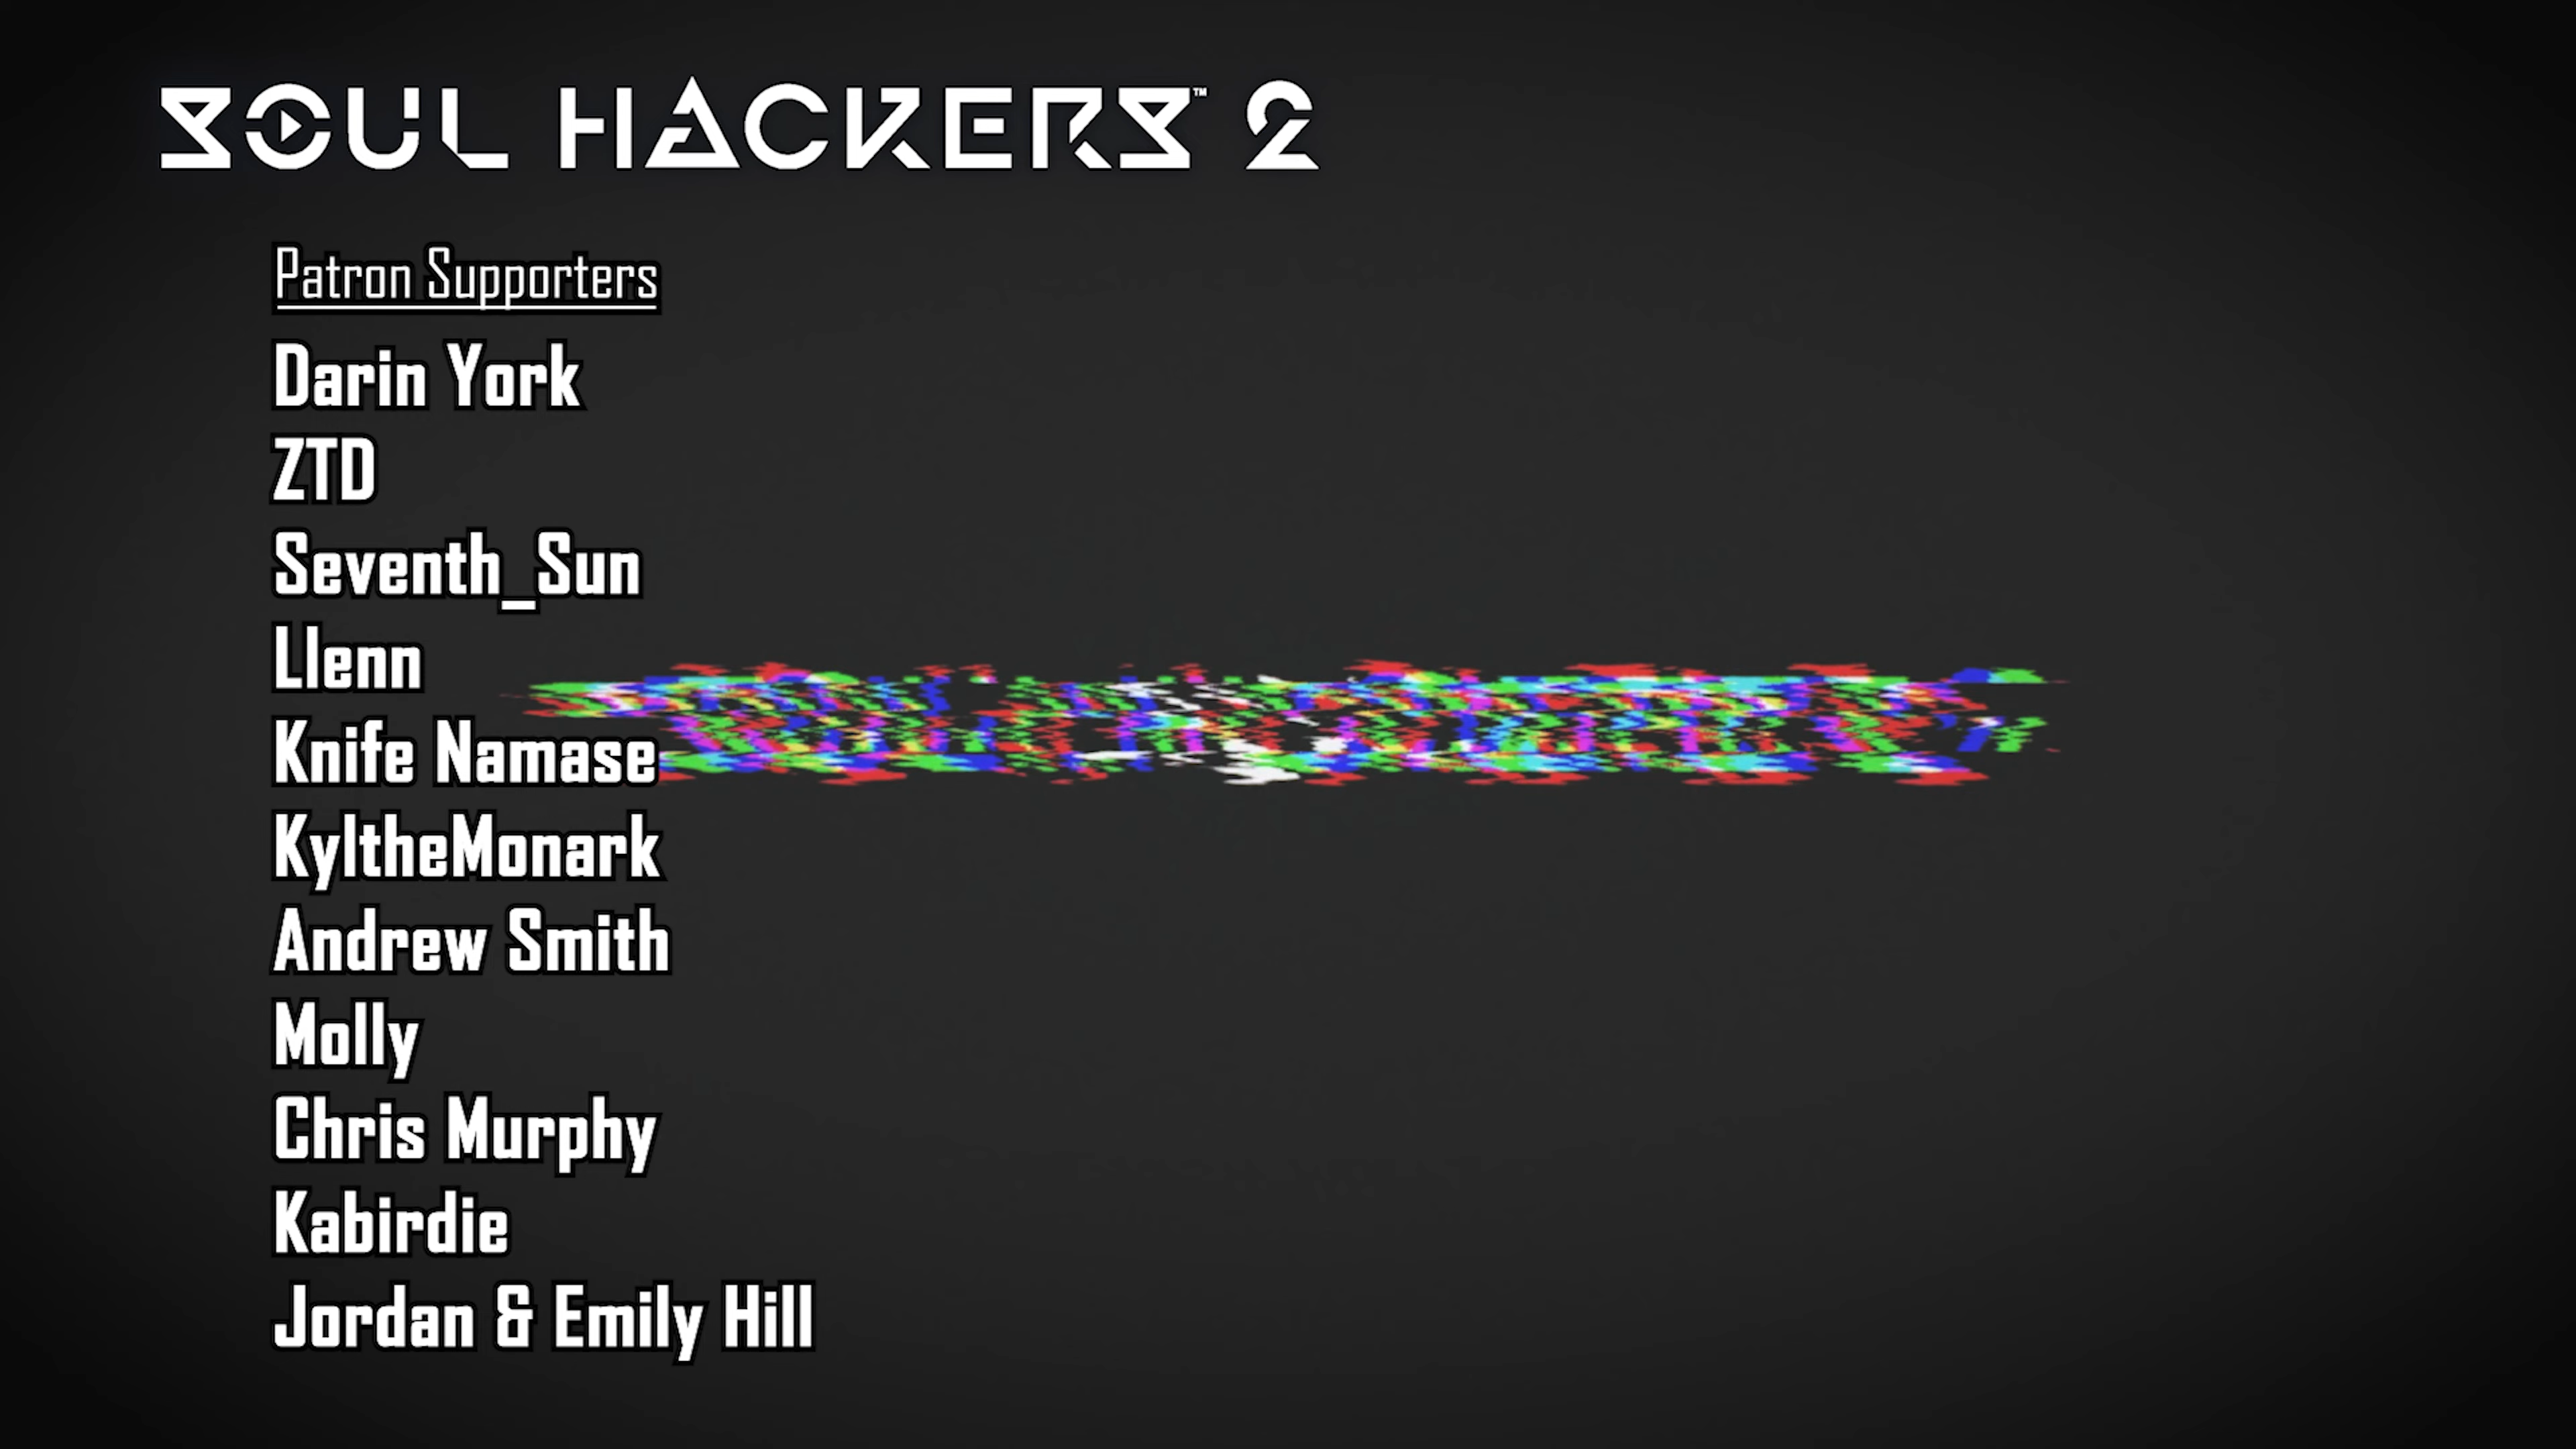 SOUL HACKERS™ 2
Patron Supporters
Darin York
ZTD
Seventh_Sun
Llenn
Knife Namase
KyltheMonark
Andrew Smith
Molly
Chris Murphy
Kabirdie
Jordan & Emily Hill